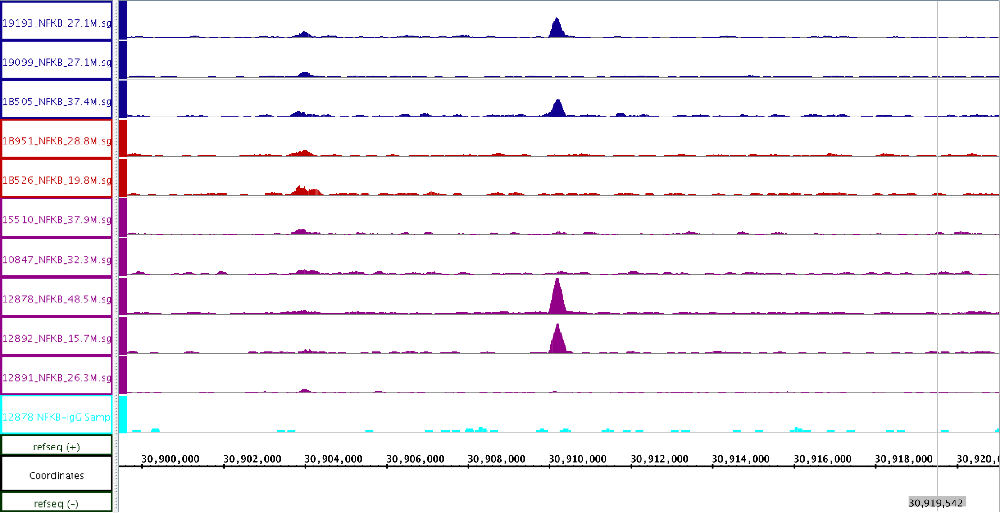 19193_NFKB_27.1M.sg
19099_NFKB_27.1M.sg
18505_NFKB_37.4M.sg
18951_NFKB_28.8M.sg
18526_NFKB_19.8M.sg
15510_NFKB_37.9M.sg
10847_NFKB_32.3M.sg
12878_NFKB_48.5M.sg
12892_NFKB_15.7M.sg
12891_NFKB_26.3M.sg
12878 NFKB-IgG Samp
refseq (+)
30,900,000 30,902,000 30,904,000 30,906,000 30,908,000 30,910,000 30,912,000 30,914,000 30,916,000 30,918,000 30,920,0
Coordinates
refseq (-)
30,919,542